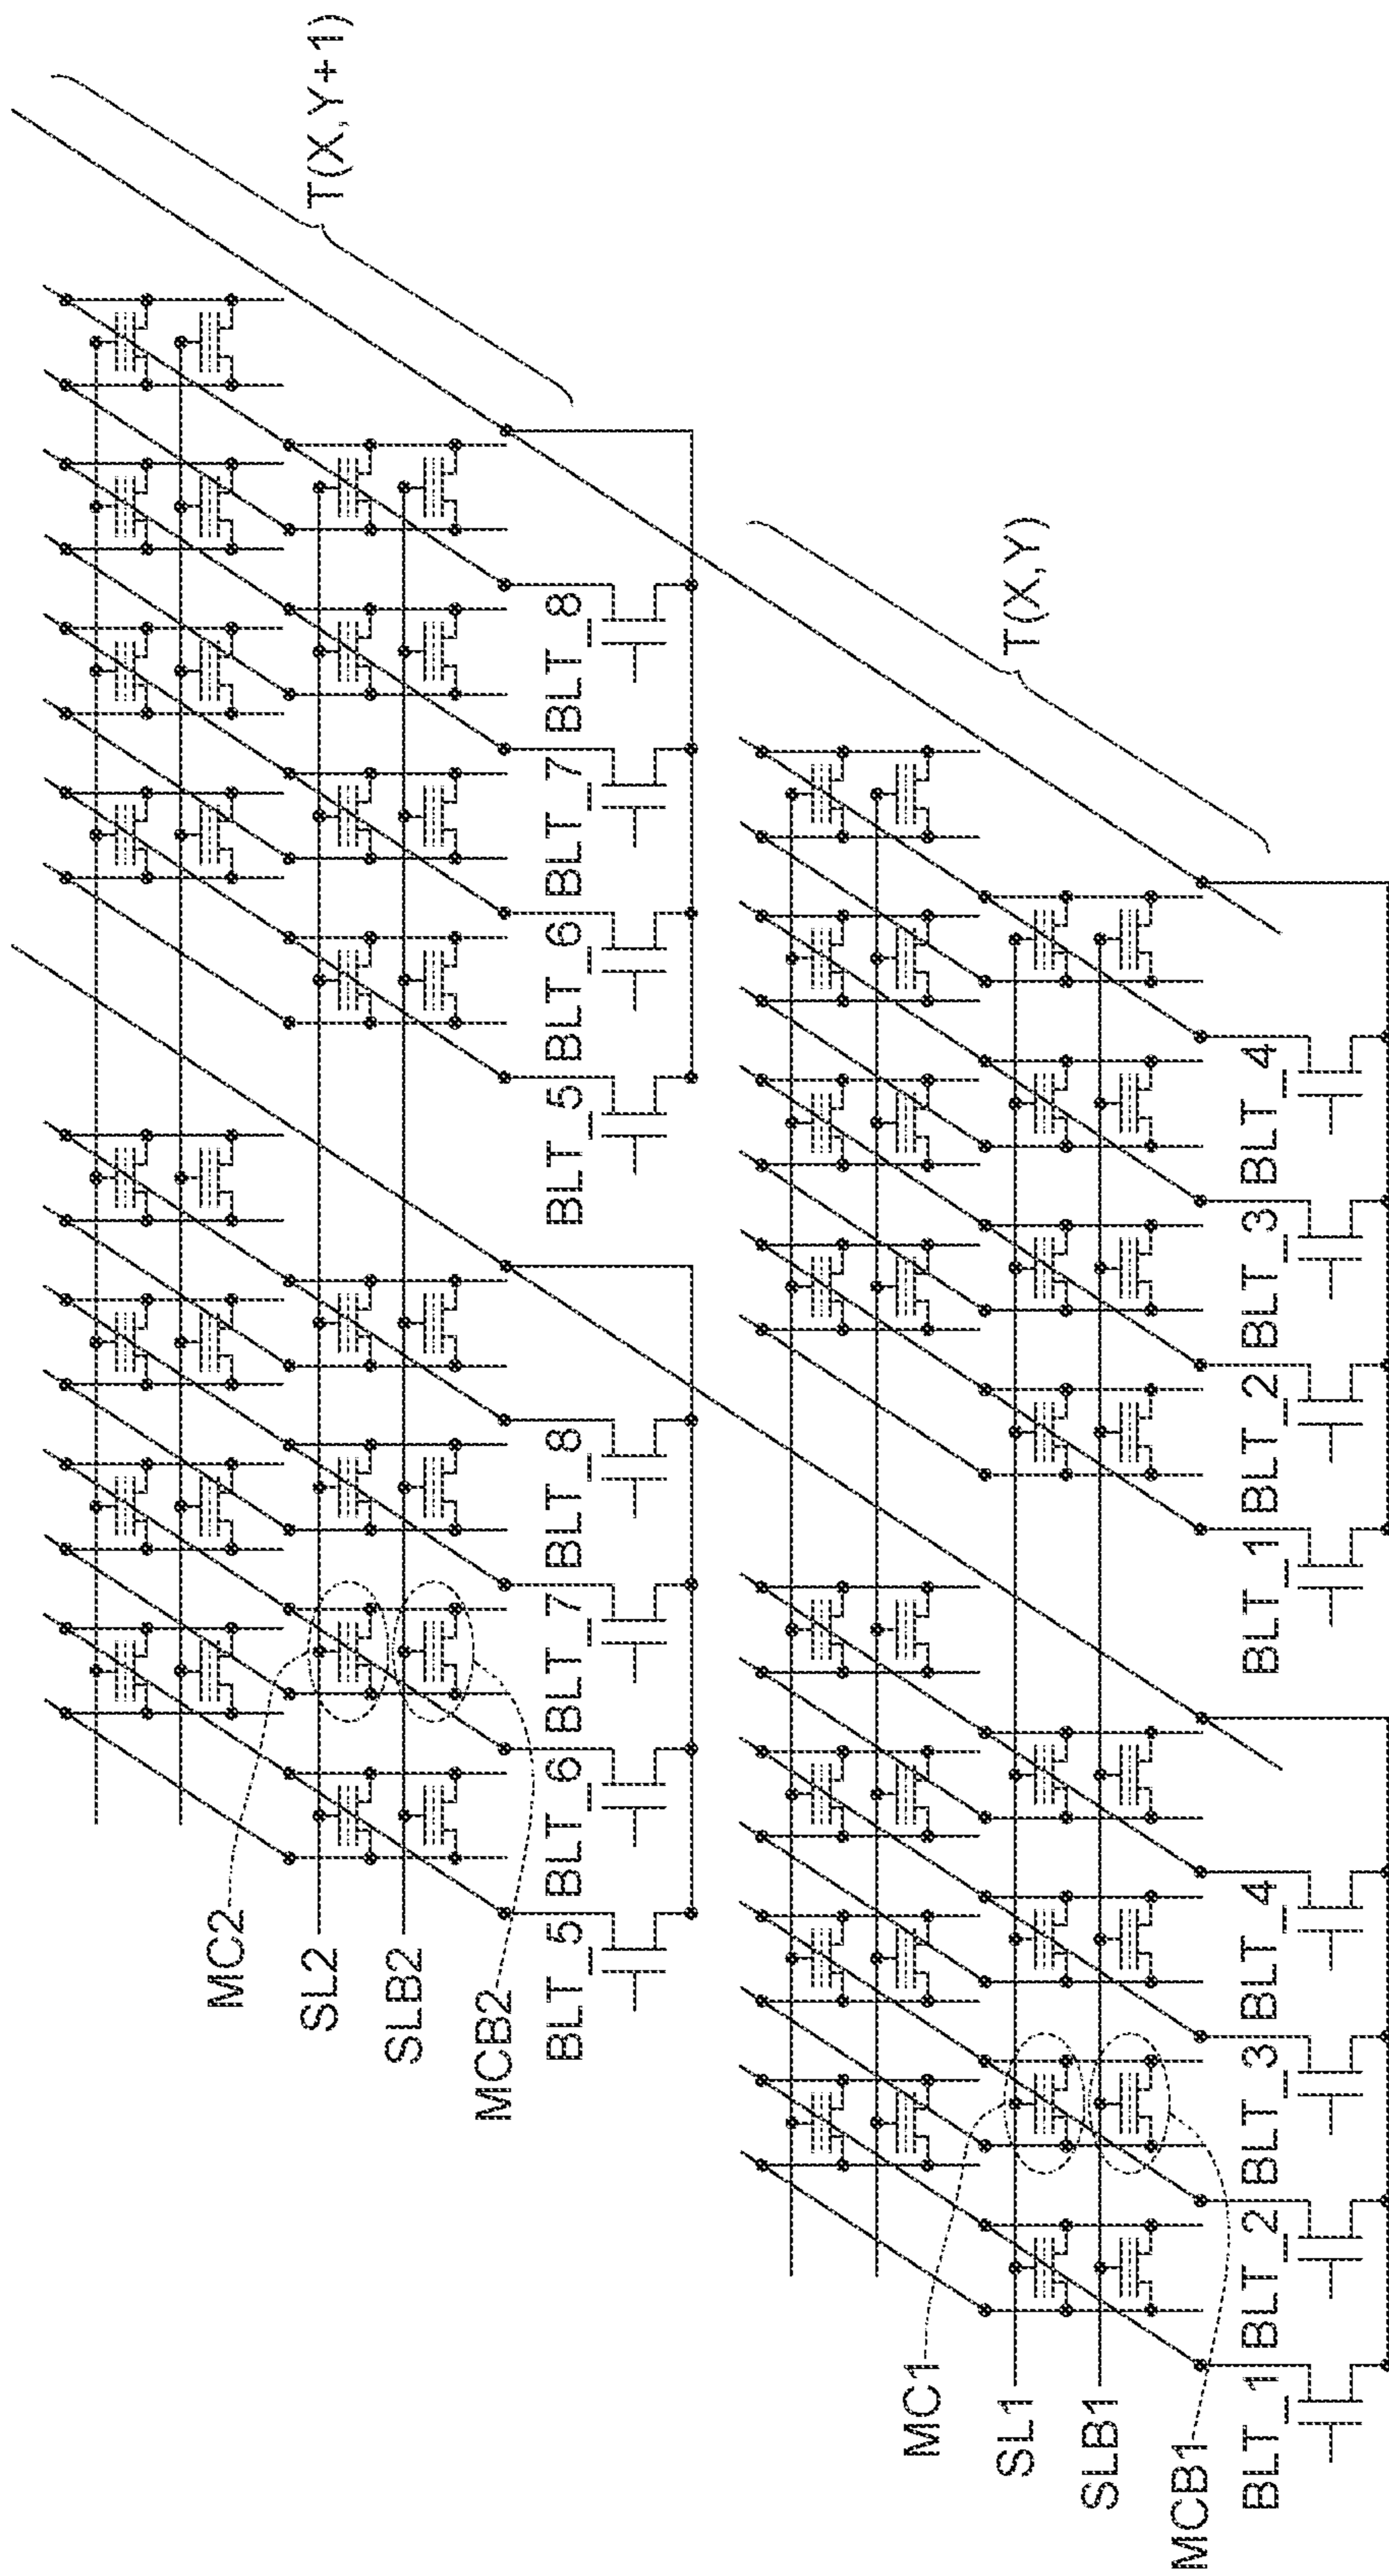 T(X,Y+1)
MC2
SL2
SLB2
MCB2
BLT_5 BLT_6 BLT_7 BLT_8
BLT_5 BLT_6 BLT_7 BLT_8
T(X,Y)
MC1
SL1
SLB1
MCB1
BLT_1 BLT_2 BLT_3 BLT_4
BLT_1 BLT_2 BLT_3 BLT_4